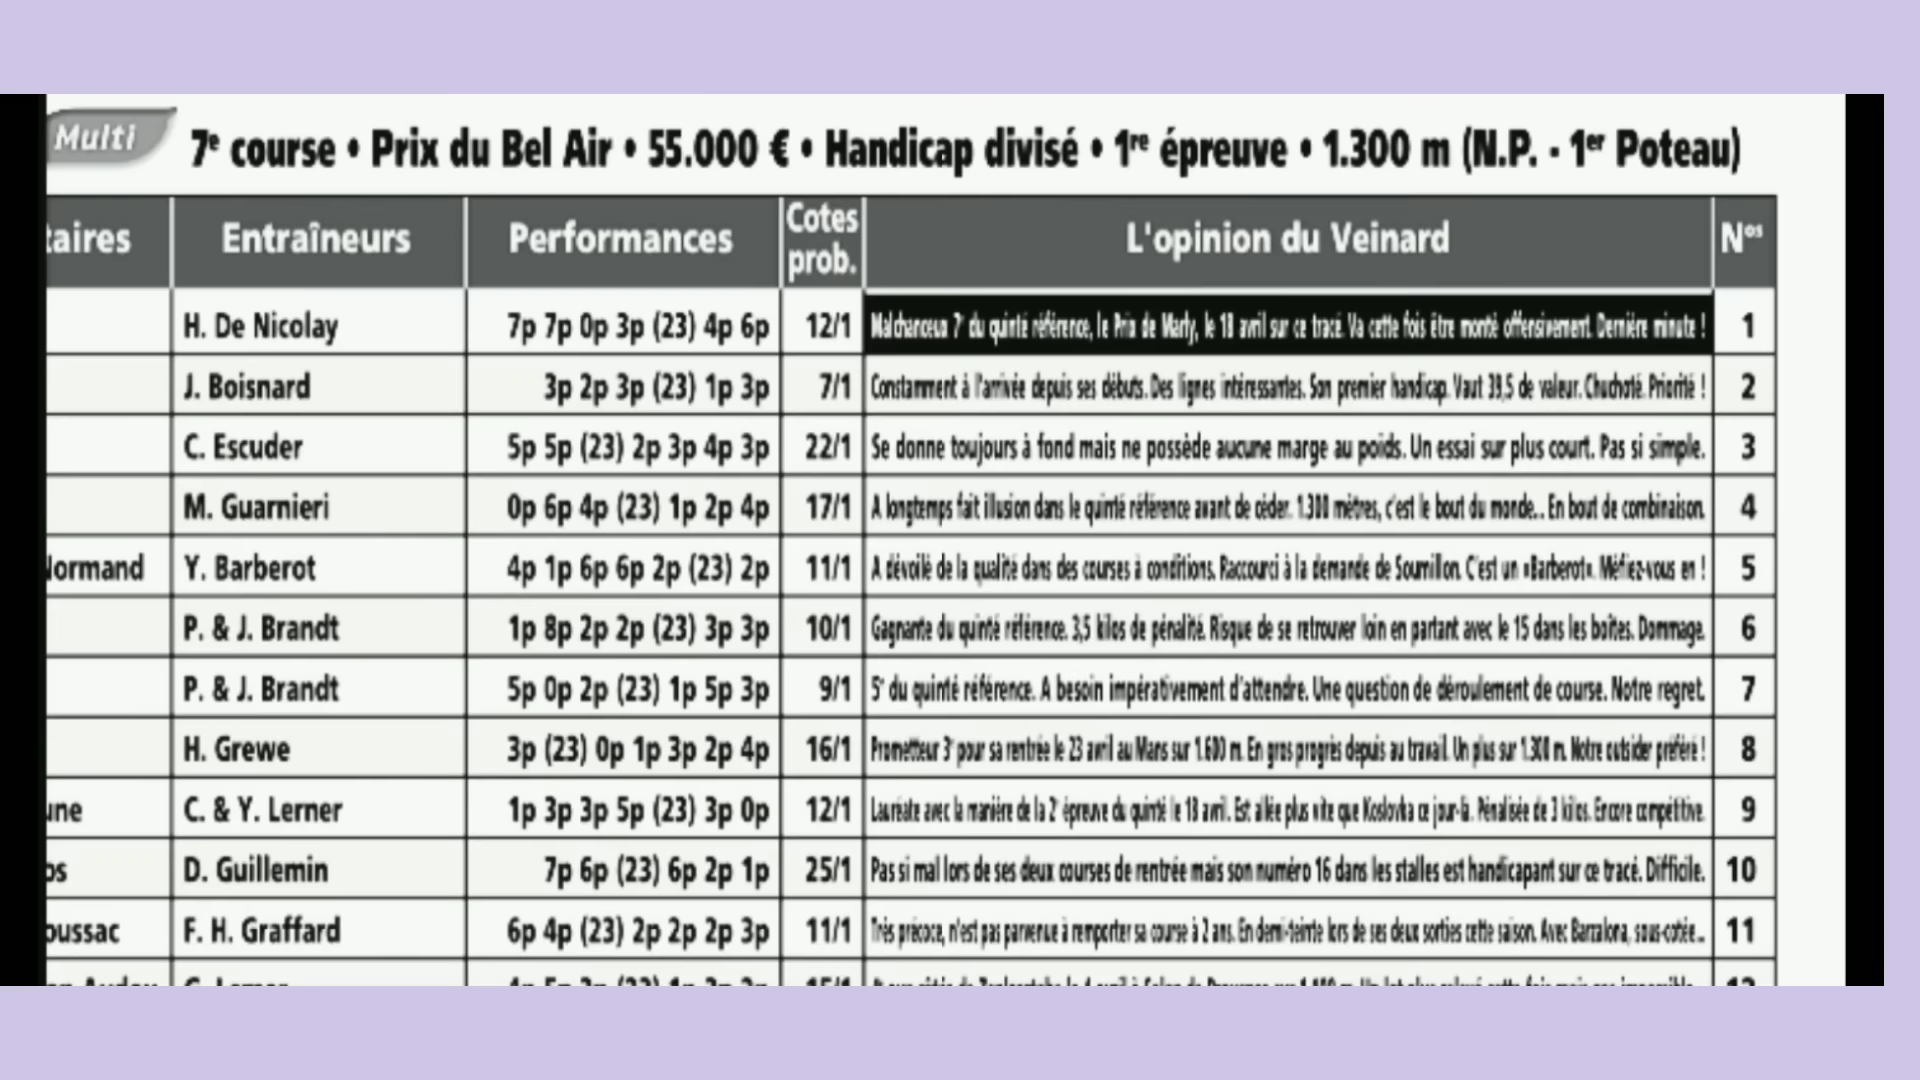 Multi
7e course • Prix du Bel Air • 55.000 € • Handicap divisé • 1re épreuve • 1.300 m (N.P. - 1er Poteau)
taires Entraîneurs Performances Cotes prob. L'opinion du Veinard Nos
H. De Nicolay 7p 7p 0p 3p (23) 4p 6p 12/1 Malchanceux 7e du quinté référence, le Prix de Marly, le 18 avril sur ce tracé. Va cette fois être monté offensivement. Dernière minute ! 1
J. Boisnard 3p 2p 3p (23) 1p 3p 7/1 Constamment à l'arrivée depuis ses débuts. Des lignes intéressantes. Son premier handicap. Vaut 39,5 de valeur. Chuchoté. Priorité ! 2
C. Escuder 5p 5p (23) 2p 3p 4p 3p 22/1 Se donne toujours à fond mais ne possède aucune marge au poids. Un essai sur plus court. Pas si simple. 3
M. Guarnieri 0p 6p 4p (23) 1p 2p 4p 17/1 A longtemps fait illusion dans le quinté référence avant de céder. 1.300 mètres, c'est le bout du monde... En bout de combinaison. 4
Normand Y. Barberot 4p 1p 6p 6p 2p (23) 2p 11/1 A dévoilé de la qualité dans des courses à conditions. Raccourci à la demande de Soumillon. C'est un «Barberot». Méfiez-vous en ! 5
P. & J. Brandt 1p 8p 2p 2p (23) 3p 3p 10/1 Gagnante du quinté référence. 3,5 kilos de pénalité. Risque de se retrouver loin en partant avec le 15 dans les boîtes. Dommage. 6
P. & J. Brandt 5p 0p 2p (23) 1p 5p 3p 9/1 5e du quinté référence. A besoin impérativement d'attendre. Une question de déroulement de course. Notre regret. 7
H. Grewe 3p (23) 0p 1p 3p 2p 4p 16/1 Prometteur 3e pour sa rentrée le 23 avril au Mans sur 1.600 m. En gros progrès depuis au travail. Un plus sur 1.300 m. Notre outsider préféré ! 8
une C. & Y. Lerner 1p 3p 3p 5p (23) 3p 0p 12/1 Lauréate avec la manière de la 2e épreuve du quinté le 18 avril. Est allée plus vite que Koslovka ce jour-là. Pénalisée de 3 kilos. Encore compétitive. 9
os D. Guillemin 7p 6p (23) 6p 2p 1p 25/1 Pas si mal lors de ses deux courses de rentrée mais son numéro 16 dans les stalles est handicapant sur ce tracé. Difficile. 10
oussac F. H. Graffard 6p 4p (23) 2p 2p 2p 3p 11/1 Très précoce, n'est pas parvenue à remporter sa course à 2 ans. En demi-teinte lors de ses deux sorties cette saison. Avec Barzalona, sous-cotée... 11